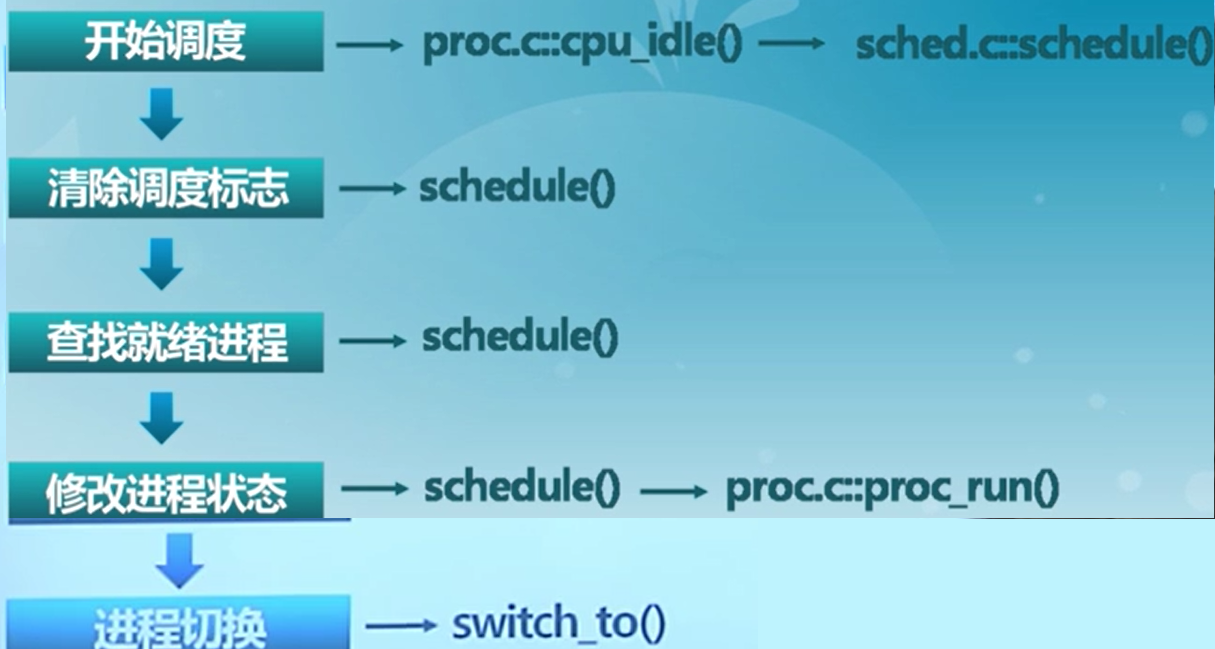 开始调度 proc.c::cpu_idle() sched.c::schedule()
清除调度标志 schedule()
查找就绪进程 schedule()
修改进程状态 schedule() proc.c::proc_run()
进程切换 switch_to()